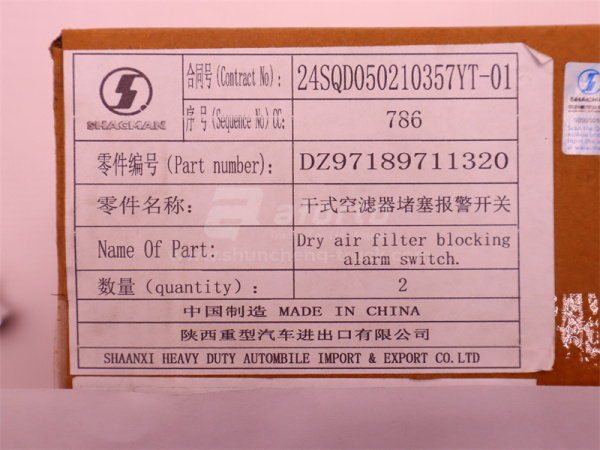 合同号(Contract No): 24SQD050210357YT-01
SHACMAN
序号(Sequence No)CC: 786
零件编号(Part number): DZ97189711320
零件名称: 干式空滤器堵塞报警开关
Name Of Part: Dry air filter blocking
alarm switch.
数量(quantity): 2
中国制造 MADE IN CHINA
陕西重型汽车进出口有限公司
SHAANXI HEAVY DUTY AUTOMBILE IMPORT & EXPORT CO.LTD